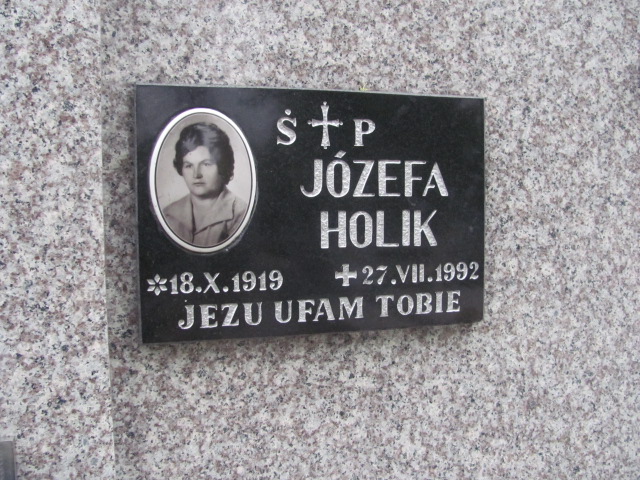 Ś P
JÓZEFA
HOLIK
*18.X.1919 +27.VII.1992
JEZU UFAM TOBIE